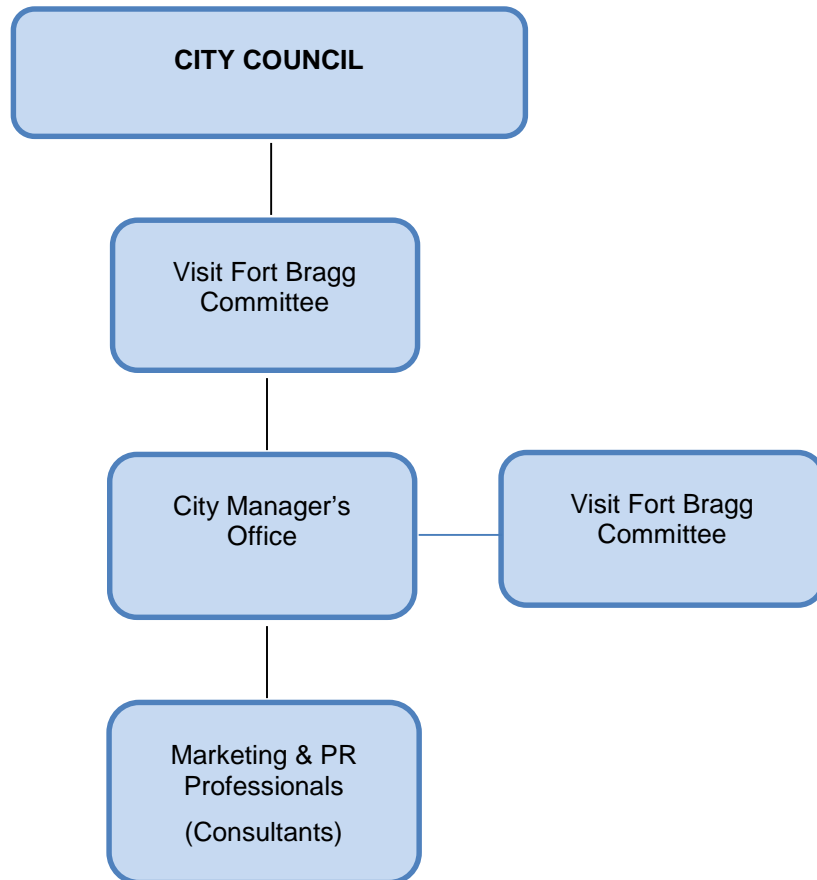 CITY COUNCIL
Visit Fort Bragg
Committee
City Manager’s
Office
Visit Fort Bragg
Committee
Marketing & PR
Professionals
(Consultants)